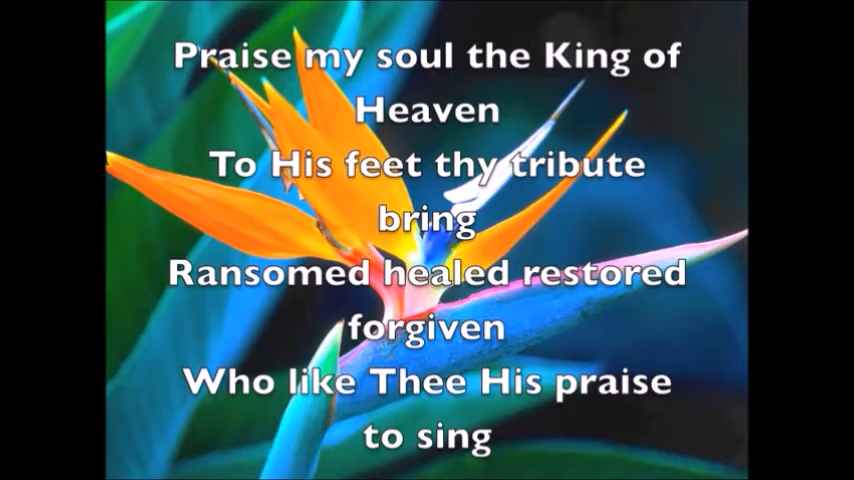 Praise my soul the King of
Heaven
To His feet thy tribute
bring
Ransomed healed restored
forgiven
Who like Thee His praise
to sing